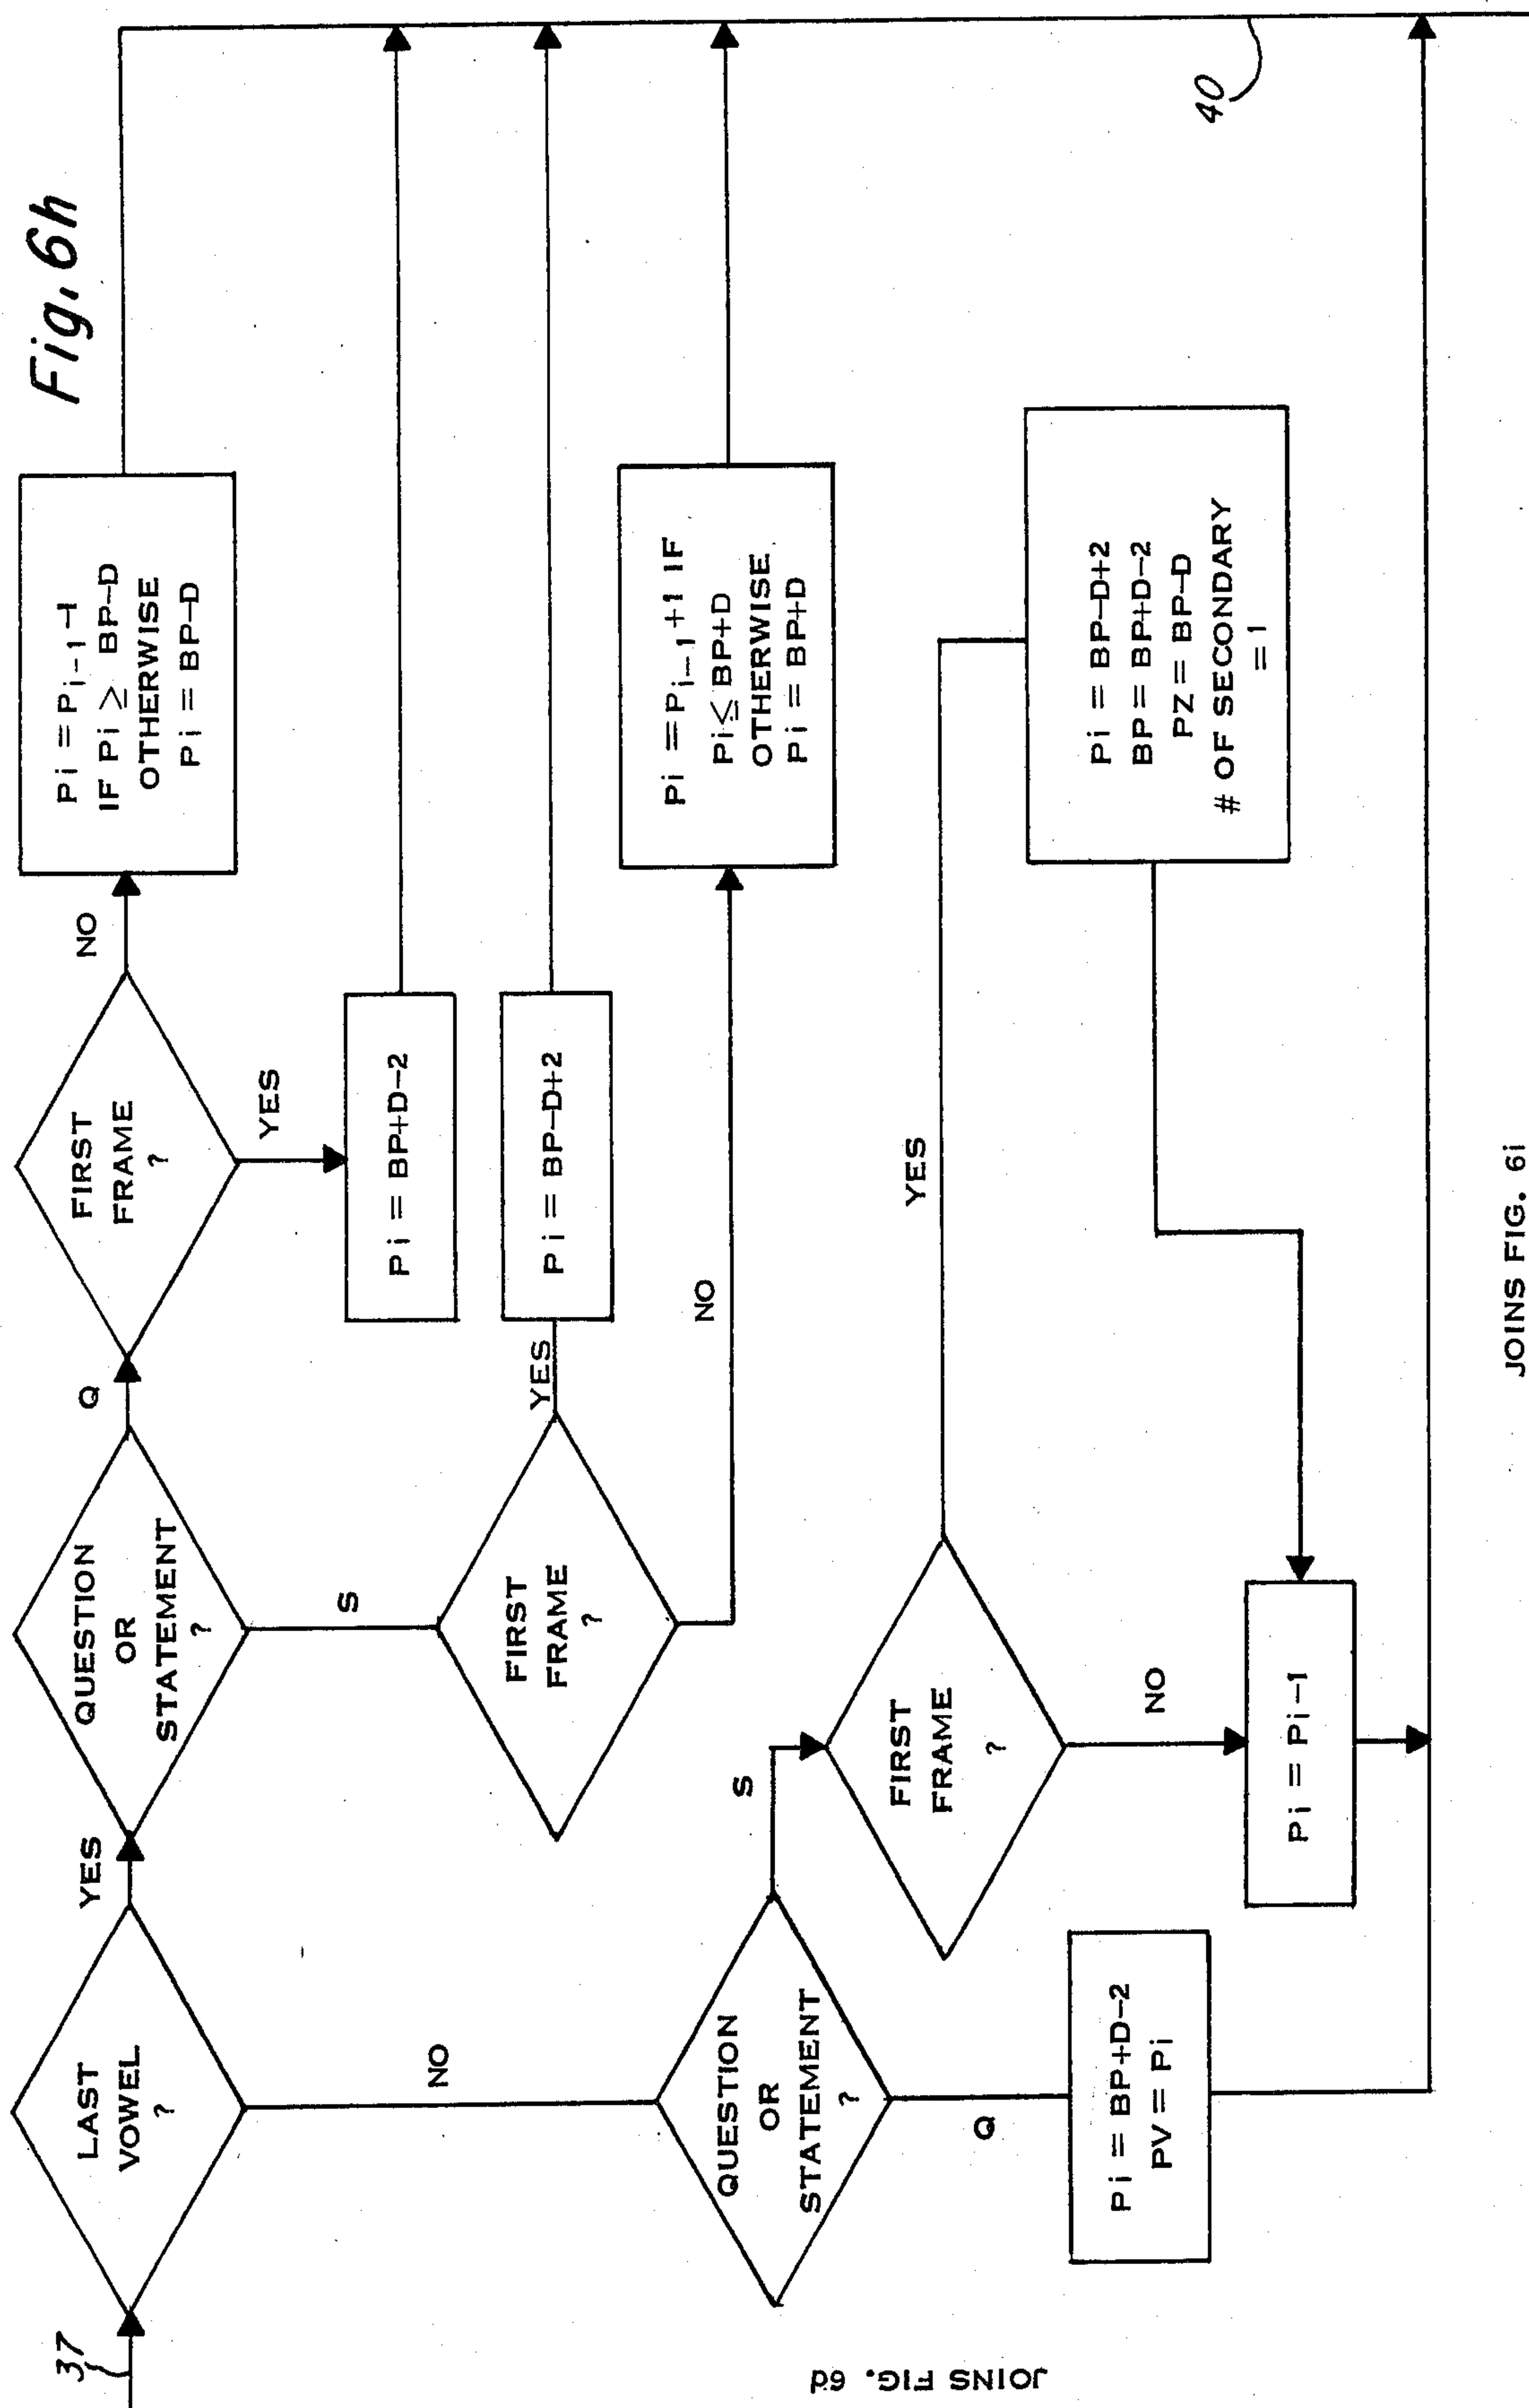 Fig. 6h
37
LAST
VOWEL
?
YES
QUESTION
OR
STATEMENT
?
Q
FIRST
FRAME
?
NO
Pi = Pi-1-1
IF Pi ≥ BP-D
OTHERWISE
Pi = BP-D
YES
Pi = BP+D-2
S
FIRST
FRAME
?
YES
Pi = BP-D+2
NO
Pi = Pi-1+1 IF
Pi ≤ BP+D
OTHERWISE
Pi = BP+D
NO
QUESTION
OR
STATEMENT
?
S
FIRST
FRAME
?
YES
Pi = BP-D+2
BP = BP+D-2
PZ = BP-D
# OF SECONDARY
= 1
NO
Pi = Pi-1
Q
Pi = BP+D-2
PV = Pi
40
JOINS FIG. 6d
JOINS FIG. 6i